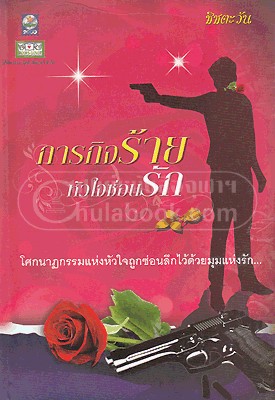 ชัชตะวัน
ภารกิจร้าย
หัวใจซ่อนรัก
chulabook.com
โศกนาฏกรรมแห่งหัวใจถูกซ่อนลึกไว้ด้วยมุมแห่งรัก...